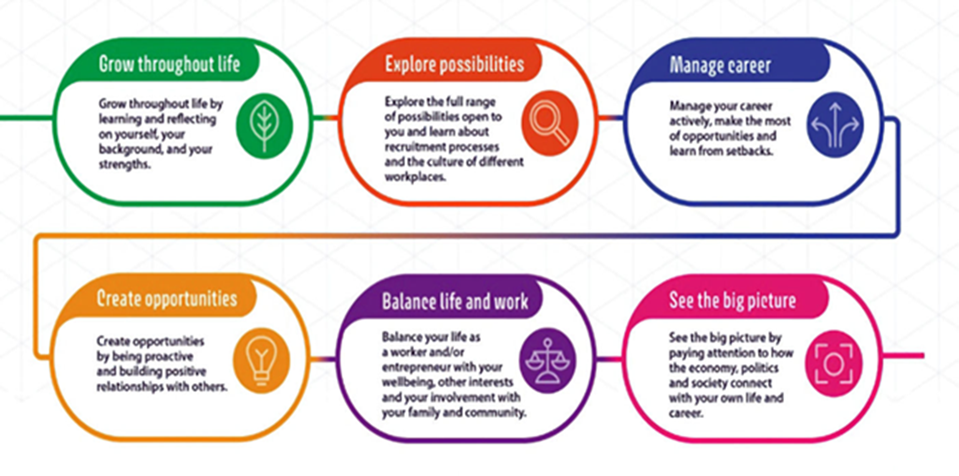 Grow throughout life
Grow throughout life by
learning and reflecting
on yourself, your
background, and your
strengths.
Explore possibilities
Explore the full range
of possibilities open to
you and learn about
recruitment processes
and the culture of different
workplaces.
Manage career
Manage your career
actively, make the most
of opportunities and
learn from setbacks.
Create opportunities
Create opportunities
by being proactive
and building positive
relationships with others.
Balance life and work
Balance your life as
a worker and/or
entrepreneur with your
wellbeing, other interests
and your involvement with
your family and community.
See the big picture
See the big picture by
paying attention to how
the economy, politics
and society connect
with your own life and
career.